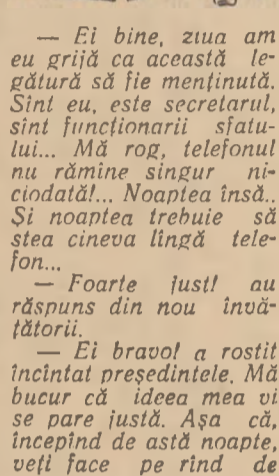 — Ei bine, ziua am
eu grijă ca această le-
gătură să fie menținută.
Sînt eu, este secretarul,
sînt funcționarii sfatu-
lui... Mă rog, telefonul
nu rămîne singur ni-
ciodată!... Noaptea însă..
Și noaptea trebuie să
stea cineva lîngă tele-
fon...
— Foarte just! au
răspuns din nou învă-
țătorii.
— Ei bravo! a rostit
încîntat președintele. Mă
bucur că ideea mea vi
se pare justă. Așa că,
începînd de astă noapte,
veți face pe rînd de